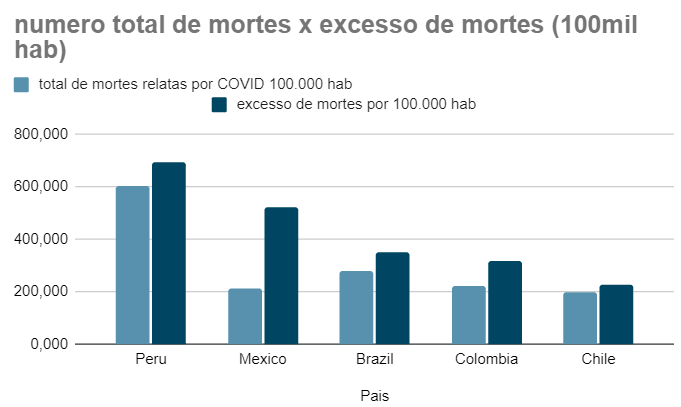 numero total de mortes x excesso de mortes (100mil
hab)
total de mortes relatas por COVID 100.000 hab
excesso de mortes por 100.000 hab
800,000
600,000
400,000
200,000
0,000
Peru Mexico Brazil Colombia Chile
Pais